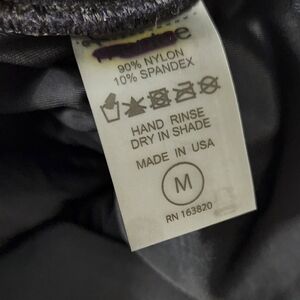 90% NYLON
10% SPANDEX
HAND RINSE
DRY IN SHADE
MADE IN USA
M
RN 163820